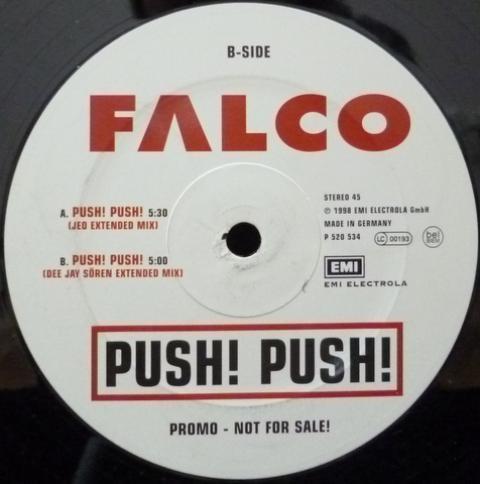 B-SIDE
FALCO
A. PUSH! PUSH! 5:30
(JEO EXTENDED MIX)
B. PUSH! PUSH! 5:00
(DEE JAY SÖREN EXTENDED MIX)
STEREO 45
℗ 1998 EMI ELECTROLA GmbH
MADE IN GERMANY
P 520 534 LC 00193
EMI
EMI ELECTROLA
PUSH! PUSH!
PROMO - NOT FOR SALE!